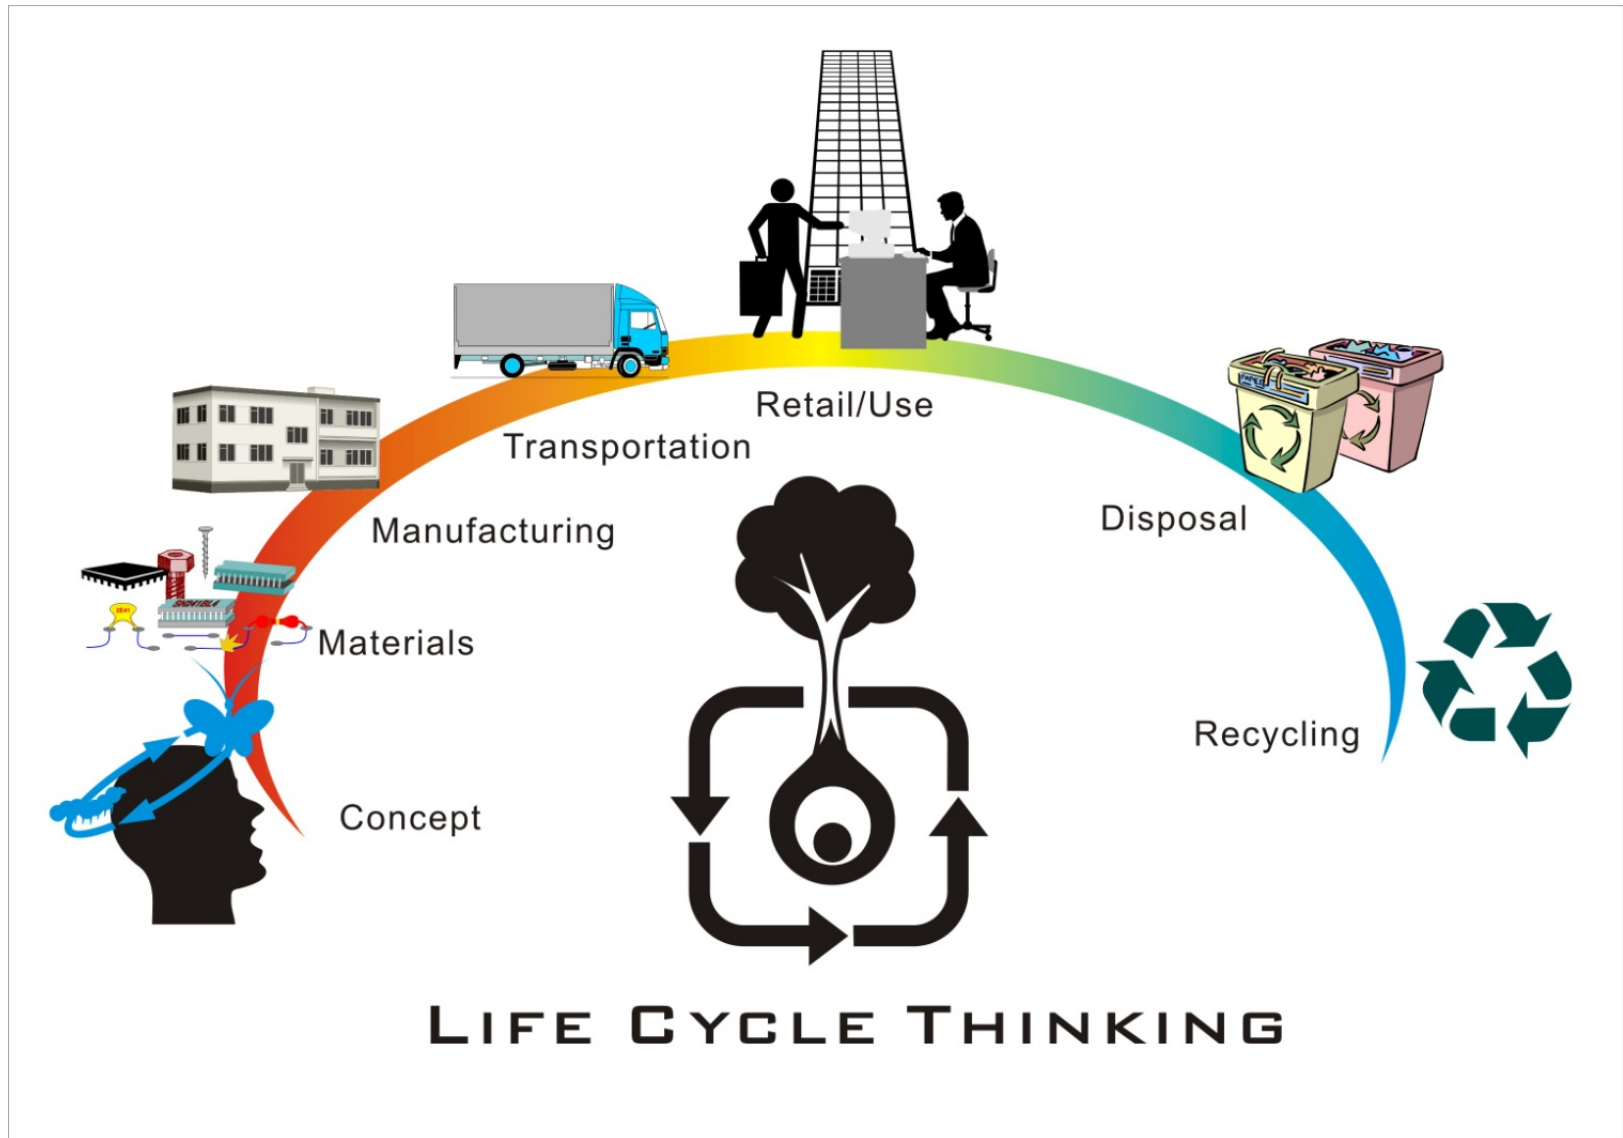 Retail/Use
Transportation
Manufacturing
Disposal
Materials
Recycling
Concept
LIFE CYCLE THINKING